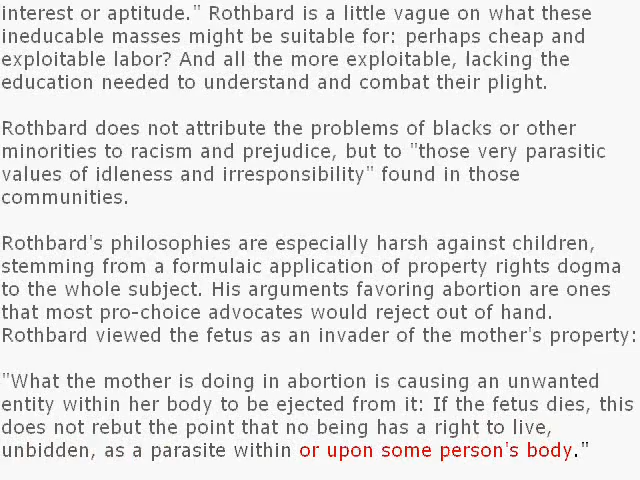 interest or aptitude." Rothbard is a little vague on what these
ineducable masses might be suitable for: perhaps cheap and
exploitable labor? And all the more exploitable, lacking the
education needed to understand and combat their plight.
Rothbard does not attribute the problems of blacks or other
minorities to racism and prejudice, but to "those very parasitic
values of idleness and irresponsibility" found in those
communities.
Rothbard's philosophies are especially harsh against children,
stemming from a formulaic application of property rights dogma
to the whole subject. His arguments favoring abortion are ones
that most pro-choice advocates would reject out of hand.
Rothbard viewed the fetus as an invader of the mother's property:
"What the mother is doing in abortion is causing an unwanted
entity within her body to be ejected from it: If the fetus dies, this
does not rebut the point that no being has a right to live,
unbidden, as a parasite within or upon some person's body."